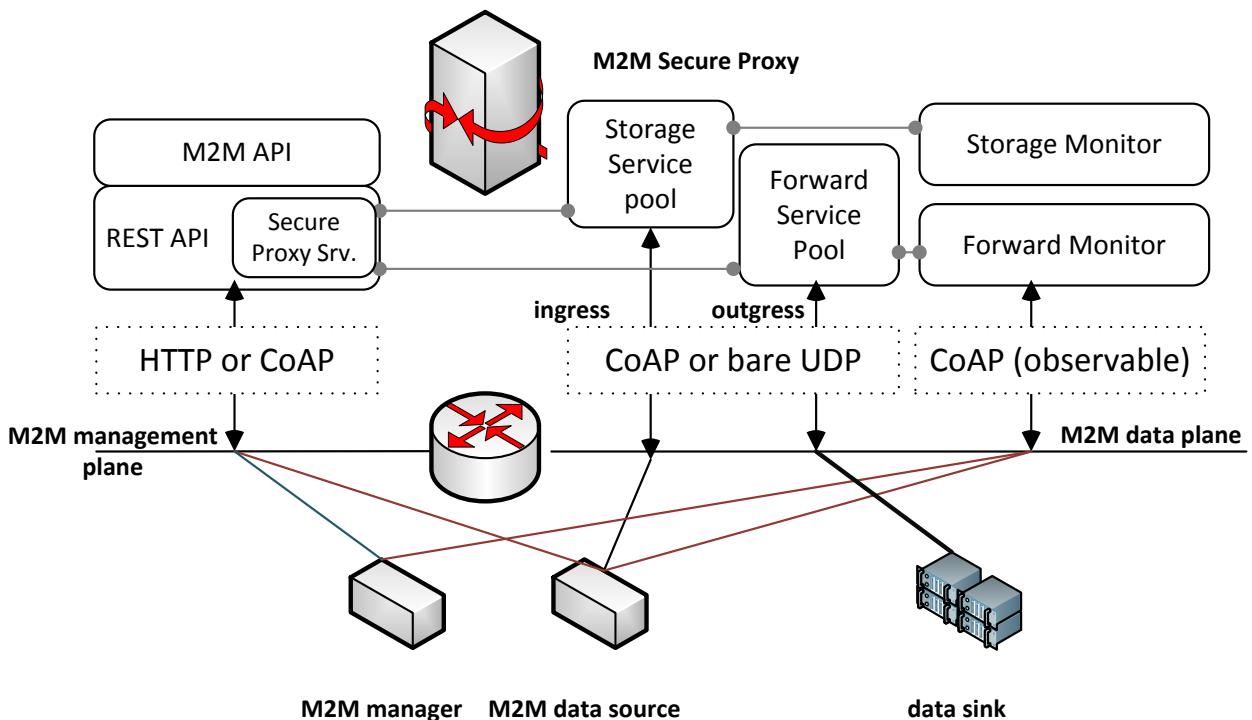 M2M Secure Proxy
M2M API
REST API
Secure
Proxy Srv.
Storage
Service
pool
Forward
Service
Pool
Storage Monitor
Forward Monitor
ingress
outgress
HTTP or CoAP
CoAP or bare UDP
CoAP (observable)
M2M management
plane
M2M data plane
M2M manager
M2M data source
data sink